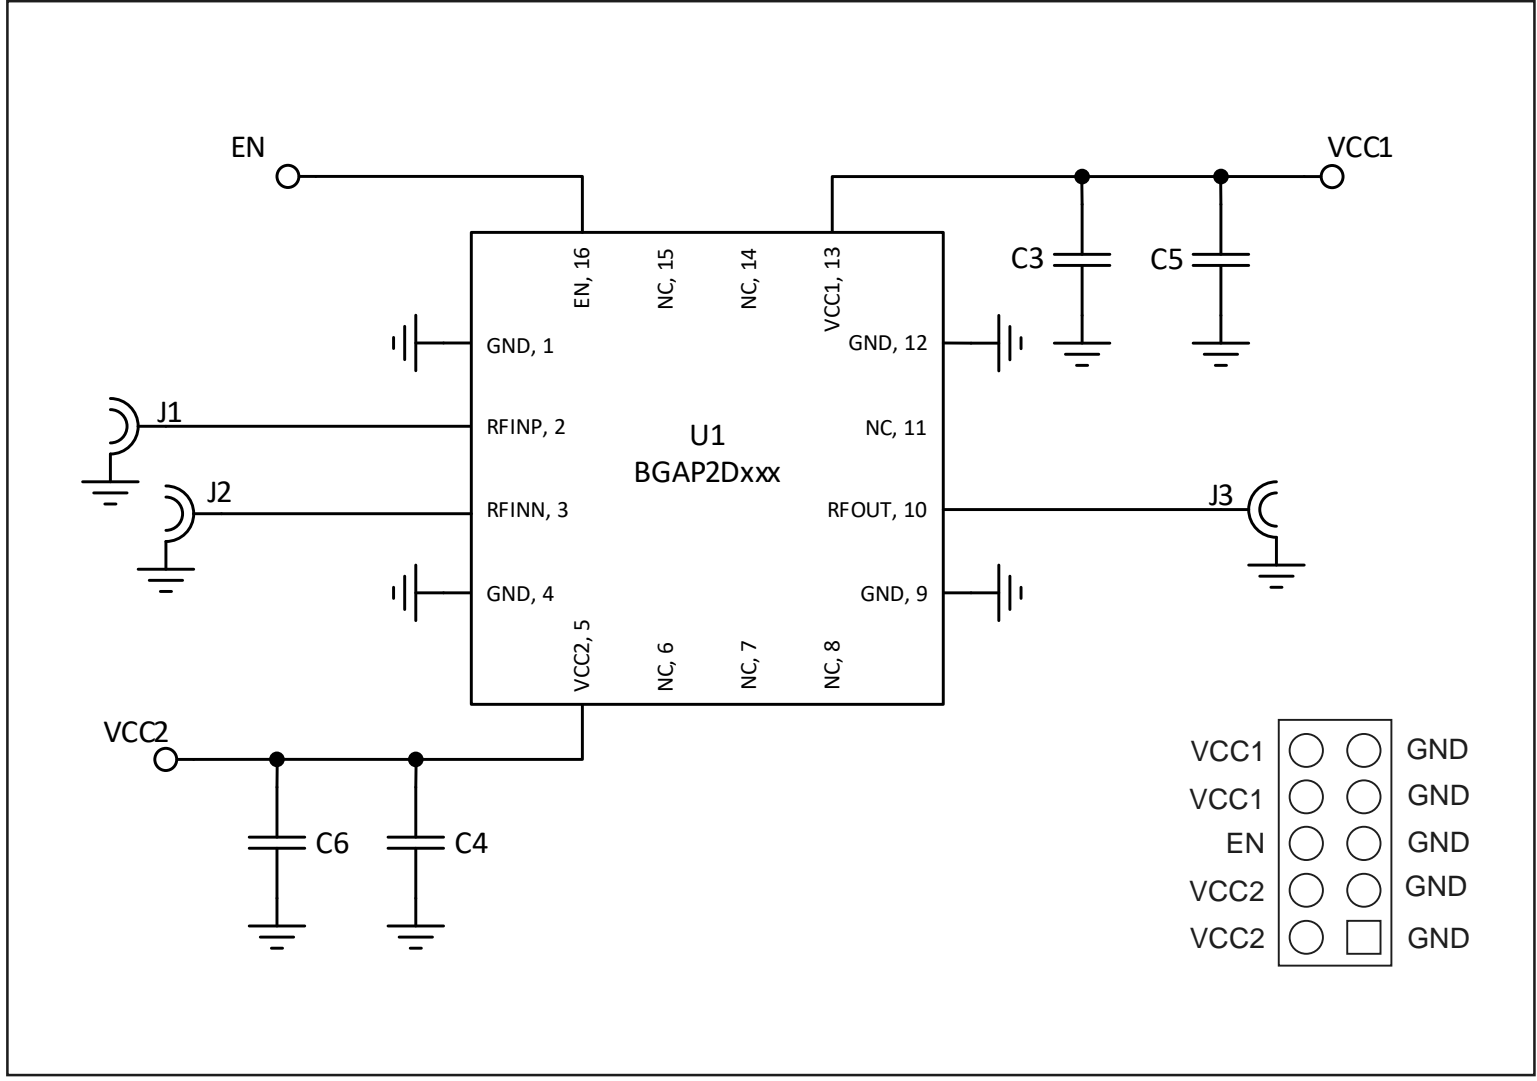 EN
VCC1
EN, 16
NC, 15
NC, 14
VCC1, 13
C3
C5
GND, 1
GND, 12
J1
RFINP, 2
U1
BGAP2Dxxx
NC, 11
J2
RFINN, 3
RFOUT, 10
J3
GND, 4
GND, 9
VCC2, 5
NC, 6
NC, 7
NC, 8
VCC2
C6
C4
VCC1 GND
VCC1 GND
EN GND
VCC2 GND
VCC2 GND